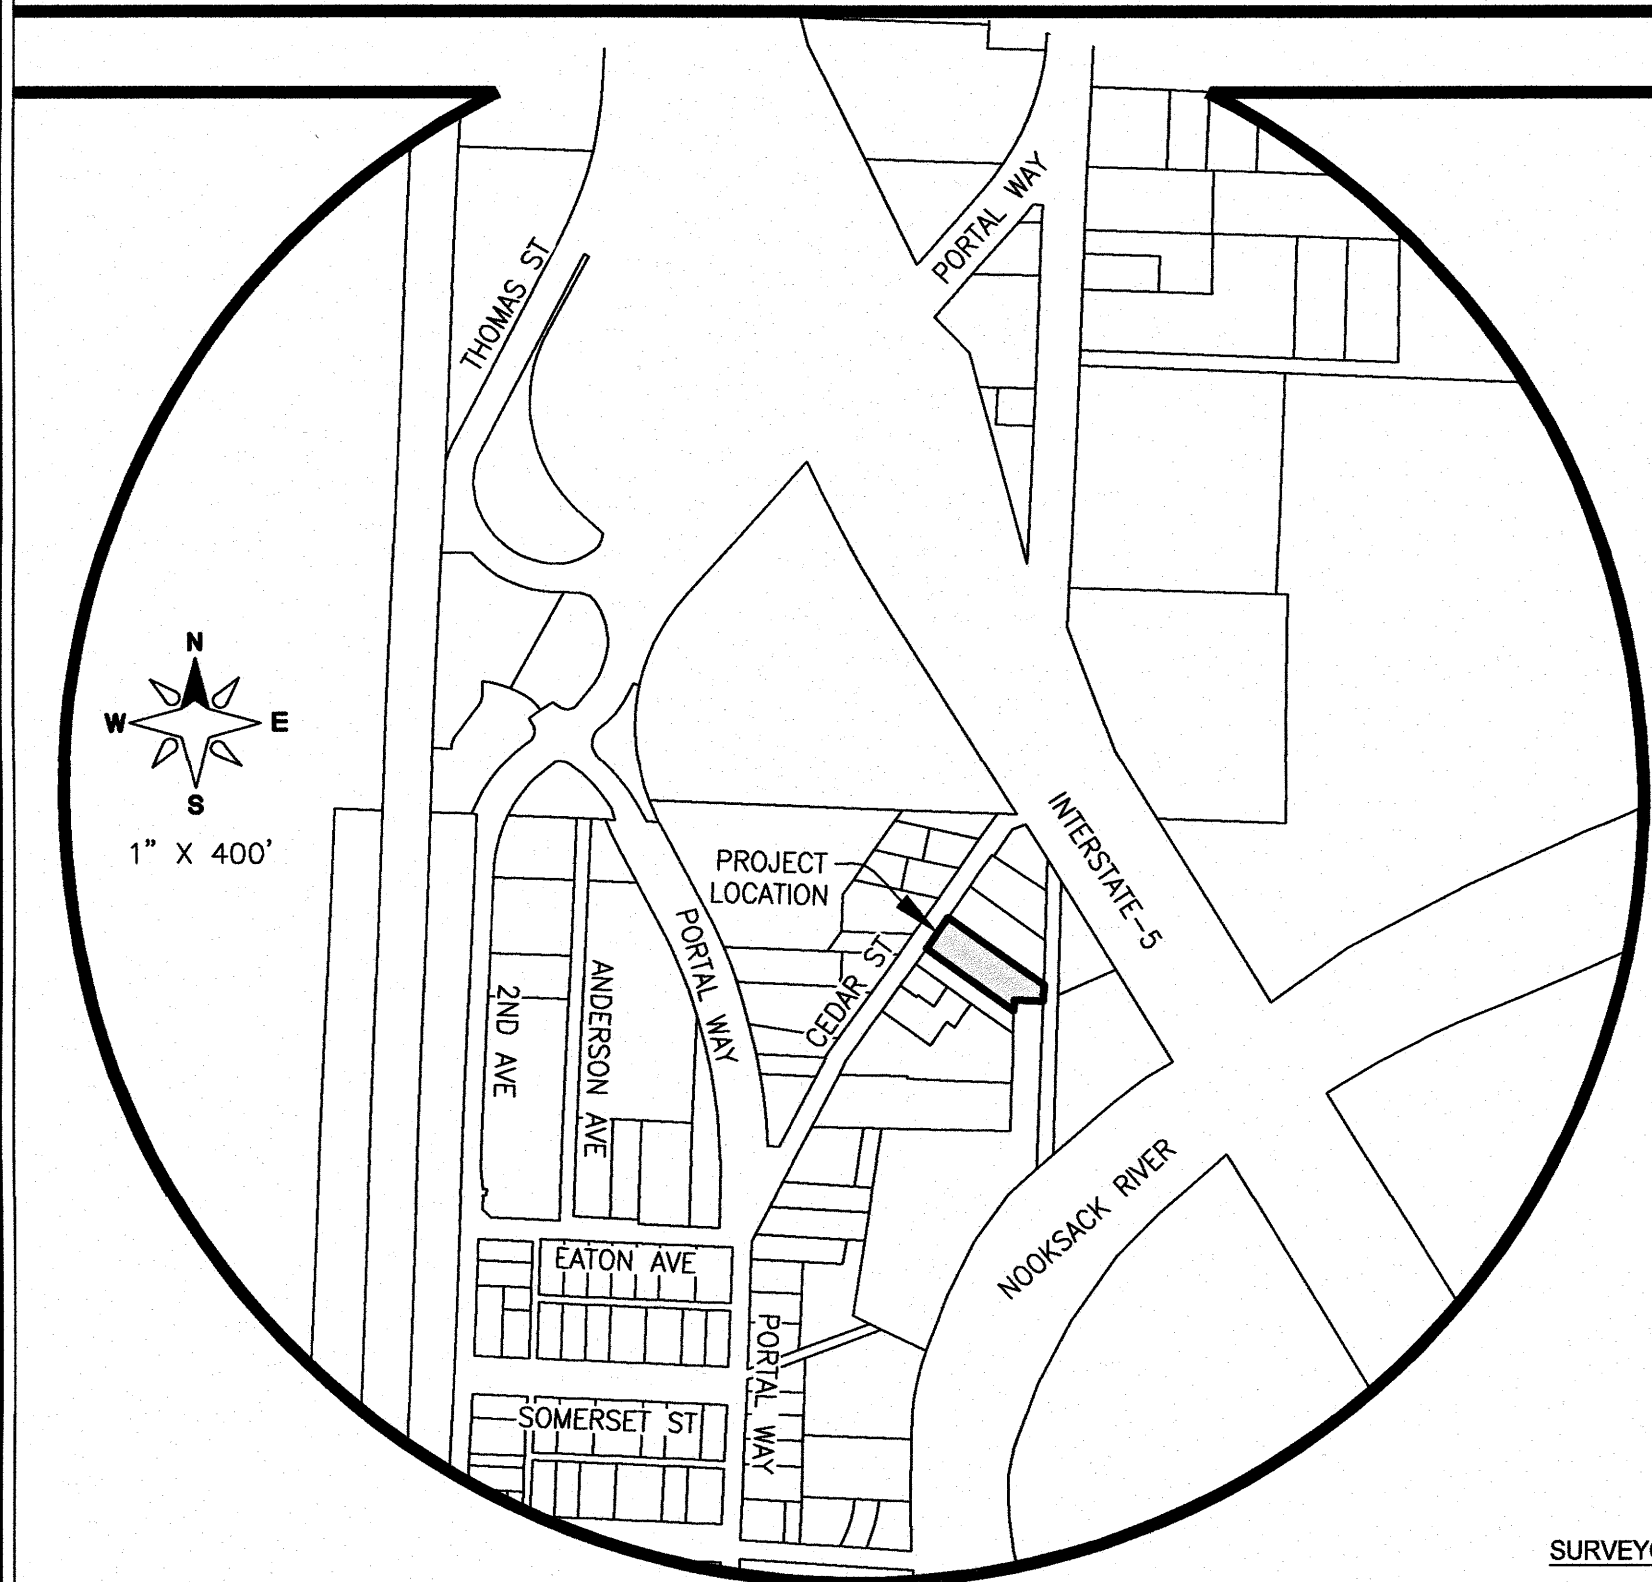 PORTAL WAY
THOMAS ST
N
W
E
S
1" X 400'
INTERSTATE-5
PROJECT
LOCATION
PORTAL WAY
CEDAR ST
2ND AVE
ANDERSON AVE
NOOKSACK RIVER
EATON AVE
PORTAL WAY
SOMERSET ST